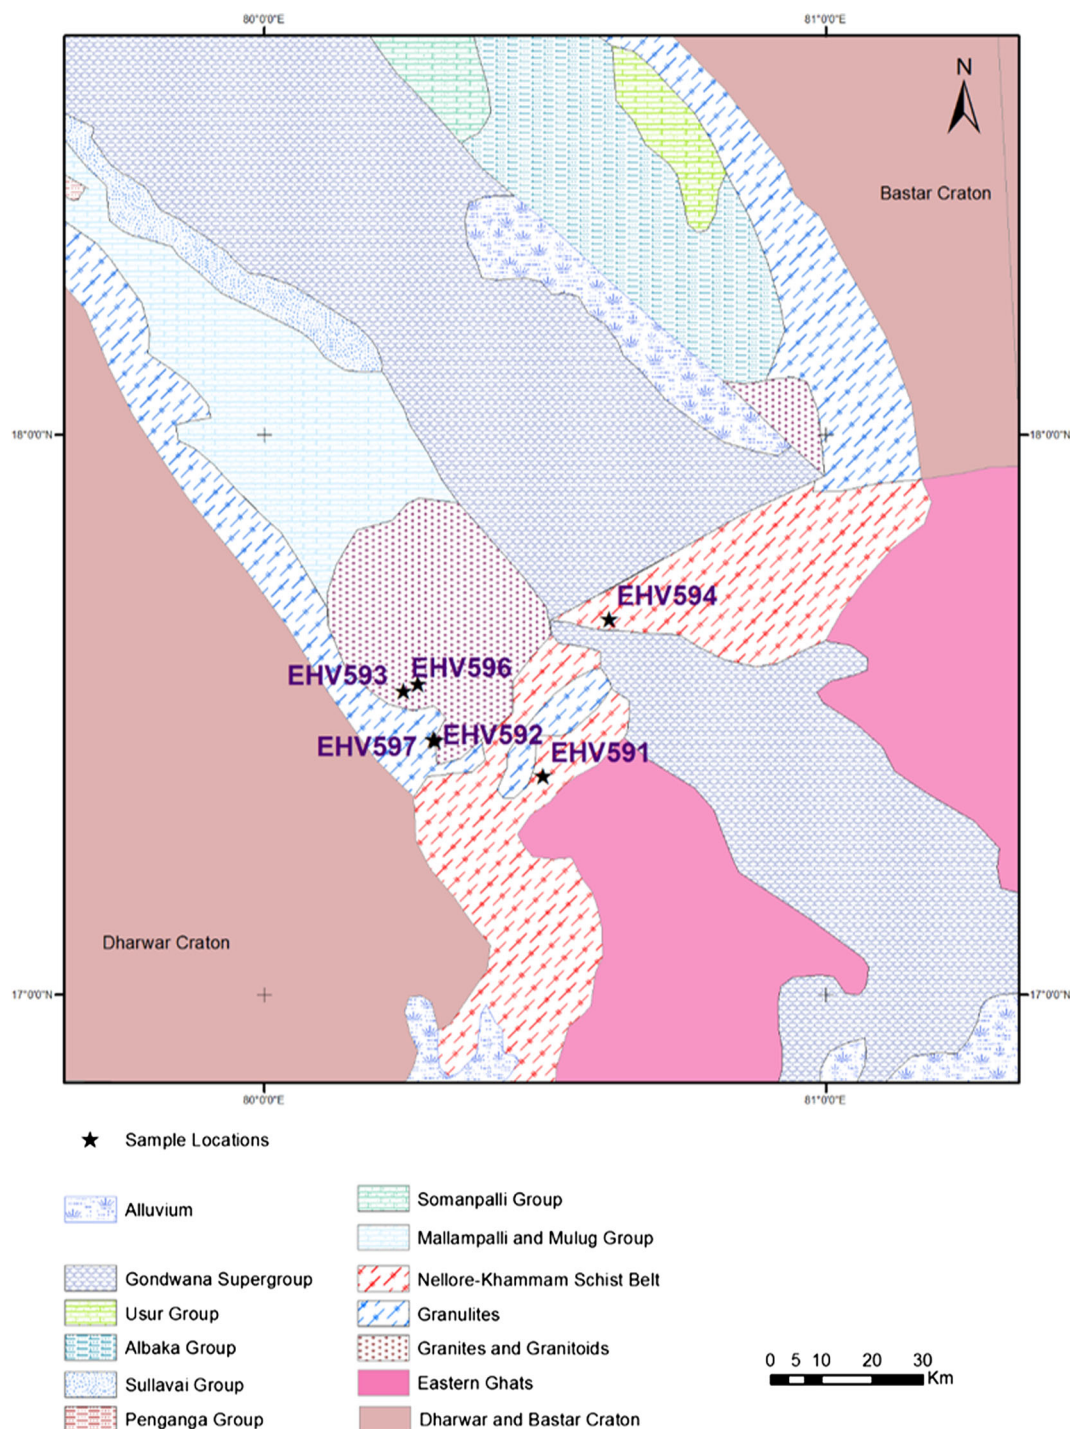 80°0'0"E 81°0'0"E
N
Bastar Craton
18°0'0"N 18°0'0"N
EHV594
EHV593 EHV596
EHV597 EHV592
EHV591
Dharwar Craton
17°0'0"N 17°0'0"N
80°0'0"E 81°0'0"E
Sample Locations
Alluvium
Gondwana Supergroup
Usur Group
Albaka Group
Sullavai Group
Penganga Group
Somanpalli Group
Mallampalli and Mulug Group
Nellore-Khammam Schist Belt
Granulites
Granites and Granitoids
Eastern Ghats
Dharwar and Bastar Craton
0 5 10 20 30
Km